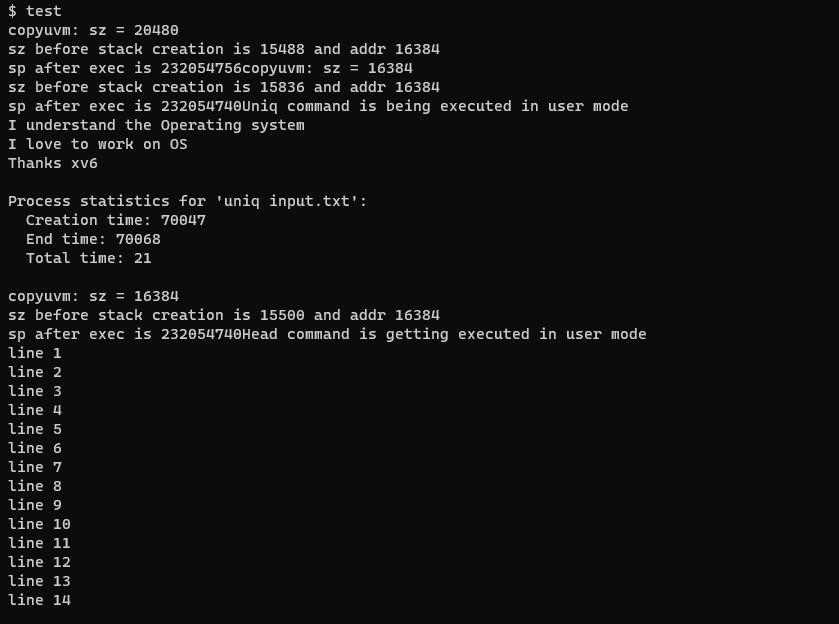 $ test
copyuvm: sz = 20480
sz before stack creation is 15488 and addr 16384
sp after exec is 232054756copyuvm: sz = 16384
sz before stack creation is 15836 and addr 16384
sp after exec is 232054740Uniq command is being executed in user mode
I understand the Operating system
I love to work on OS
Thanks xv6

Process statistics for 'uniq input.txt':
  Creation time: 70047
  End time: 70068
  Total time: 21

copyuvm: sz = 16384
sz before stack creation is 15500 and addr 16384
sp after exec is 232054740Head command is getting executed in user mode
line 1
line 2
line 3
line 4
line 5
line 6
line 7
line 8
line 9
line 10
line 11
line 12
line 13
line 14